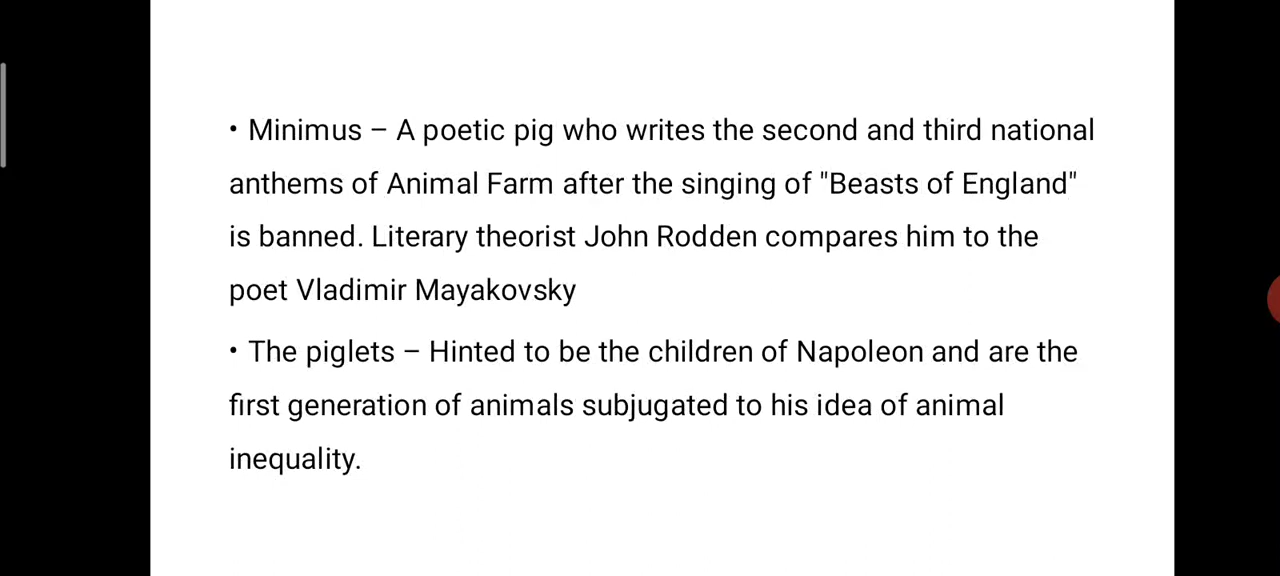 • Minimus – A poetic pig who writes the second and third national
anthems of Animal Farm after the singing of "Beasts of England"
is banned. Literary theorist John Rodden compares him to the
poet Vladimir Mayakovsky
• The piglets – Hinted to be the children of Napoleon and are the
first generation of animals subjugated to his idea of animal
inequality.